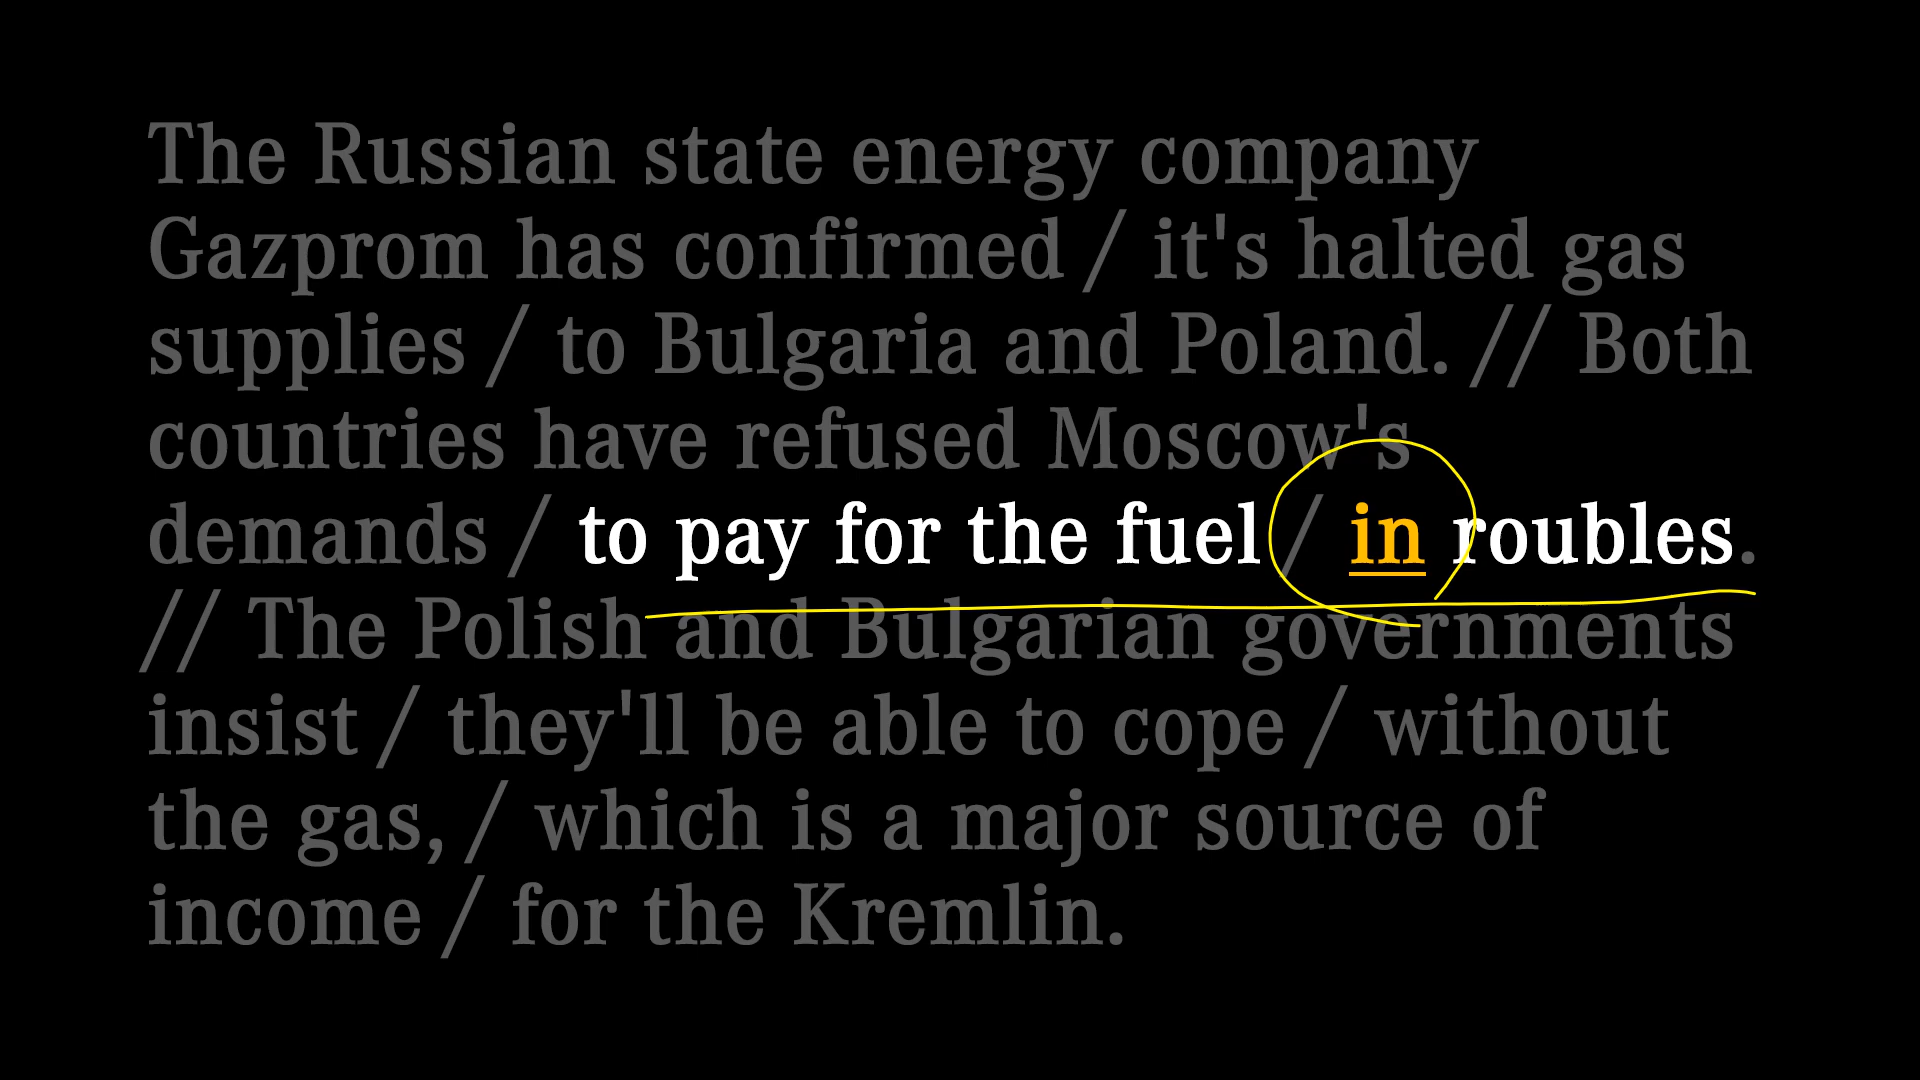 The Russian state energy company
Gazprom has confirmed / it's halted gas
supplies / to Bulgaria and Poland. // Both
countries have refused Moscow's
demands / to pay for the fuel / in roubles.
// The Polish and Bulgarian governments
insist / they'll be able to cope / without
the gas, / which is a major source of
income / for the Kremlin.